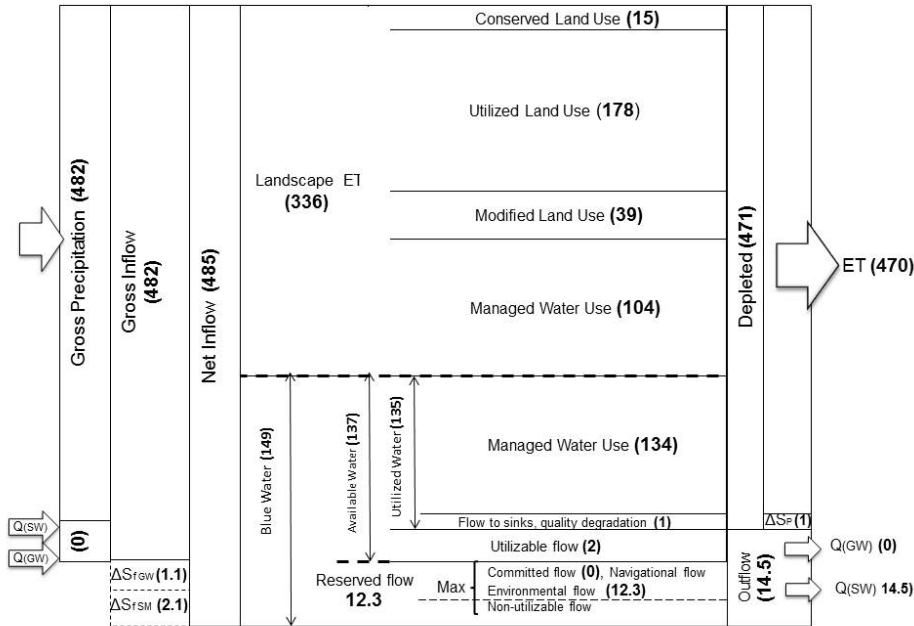 Conserved Land Use (15)
Utilized Land Use (178)
Landscape ET
(336)
Modified Land Use (39)
Managed Water Use (104)
Gross Precipitation (482)
Gross Inflow
(482)
Net Inflow (485)
Depleted (471)
ET (470)
Blue Water (149)
Available Water (137)
Utilized Water (135)
Managed Water Use (134)
Flow to sinks, quality degradation (1)
ΔSP (1)
Q(SW)
(0)
Q(GW)
Utilizable flow (2)
Q(GW) (0)
ΔSfGW (1.1)
ΔSfSM (2.1)
Reserved flow
12.3
Max
Committed flow (0), Navigational flow
Environmental flow (12.3)
Non-utilizable flow
Outflow
(14.5)
Q(SW) 14.5)